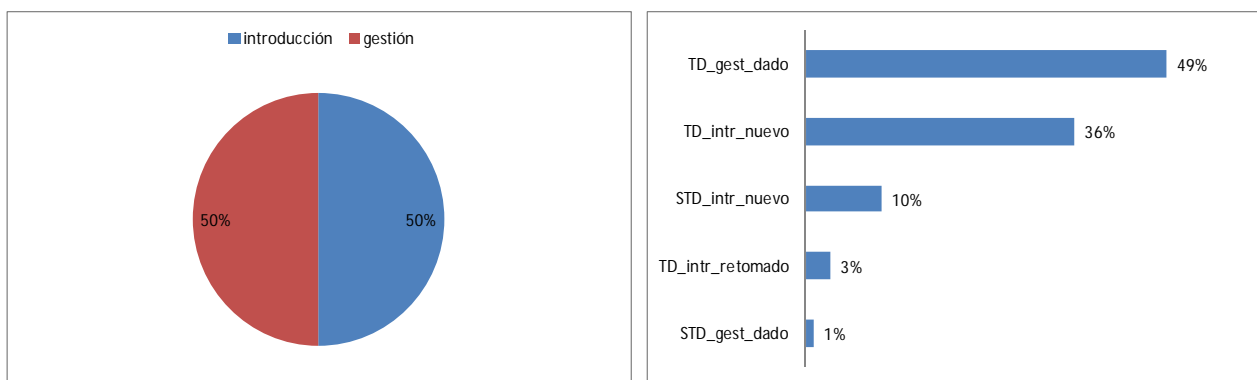 introducción gestión
50% 50%
TD_gest_dado 49%
TD_intr_nuevo 36%
STD_intr_nuevo 10%
TD_intr_retomado 3%
STD_gest_dado 1%